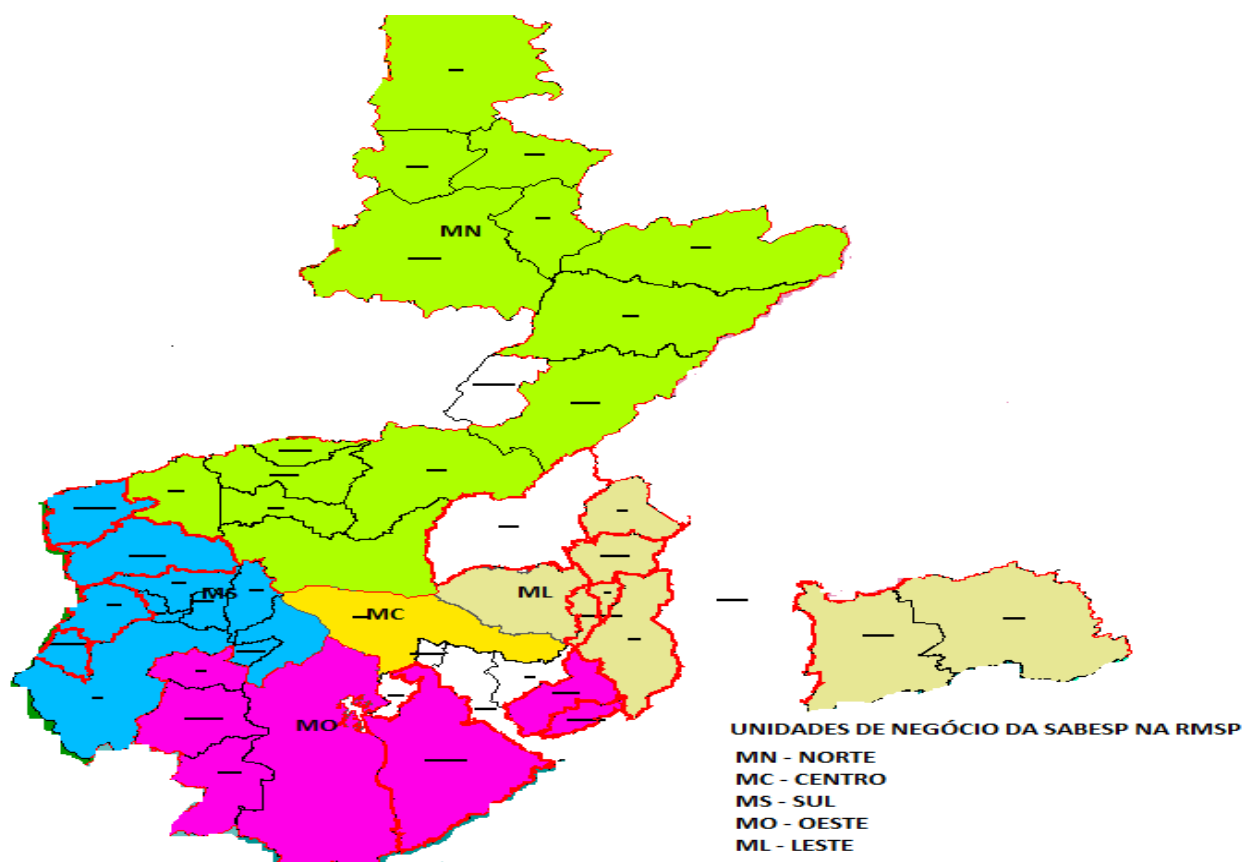 MN
ML
MS
MC
MO
UNIDADES DE NEGÓCIO DA SABESP NA RMSP
MN - NORTE
MC - CENTRO
MS - SUL
MO - OESTE
ML - LESTE